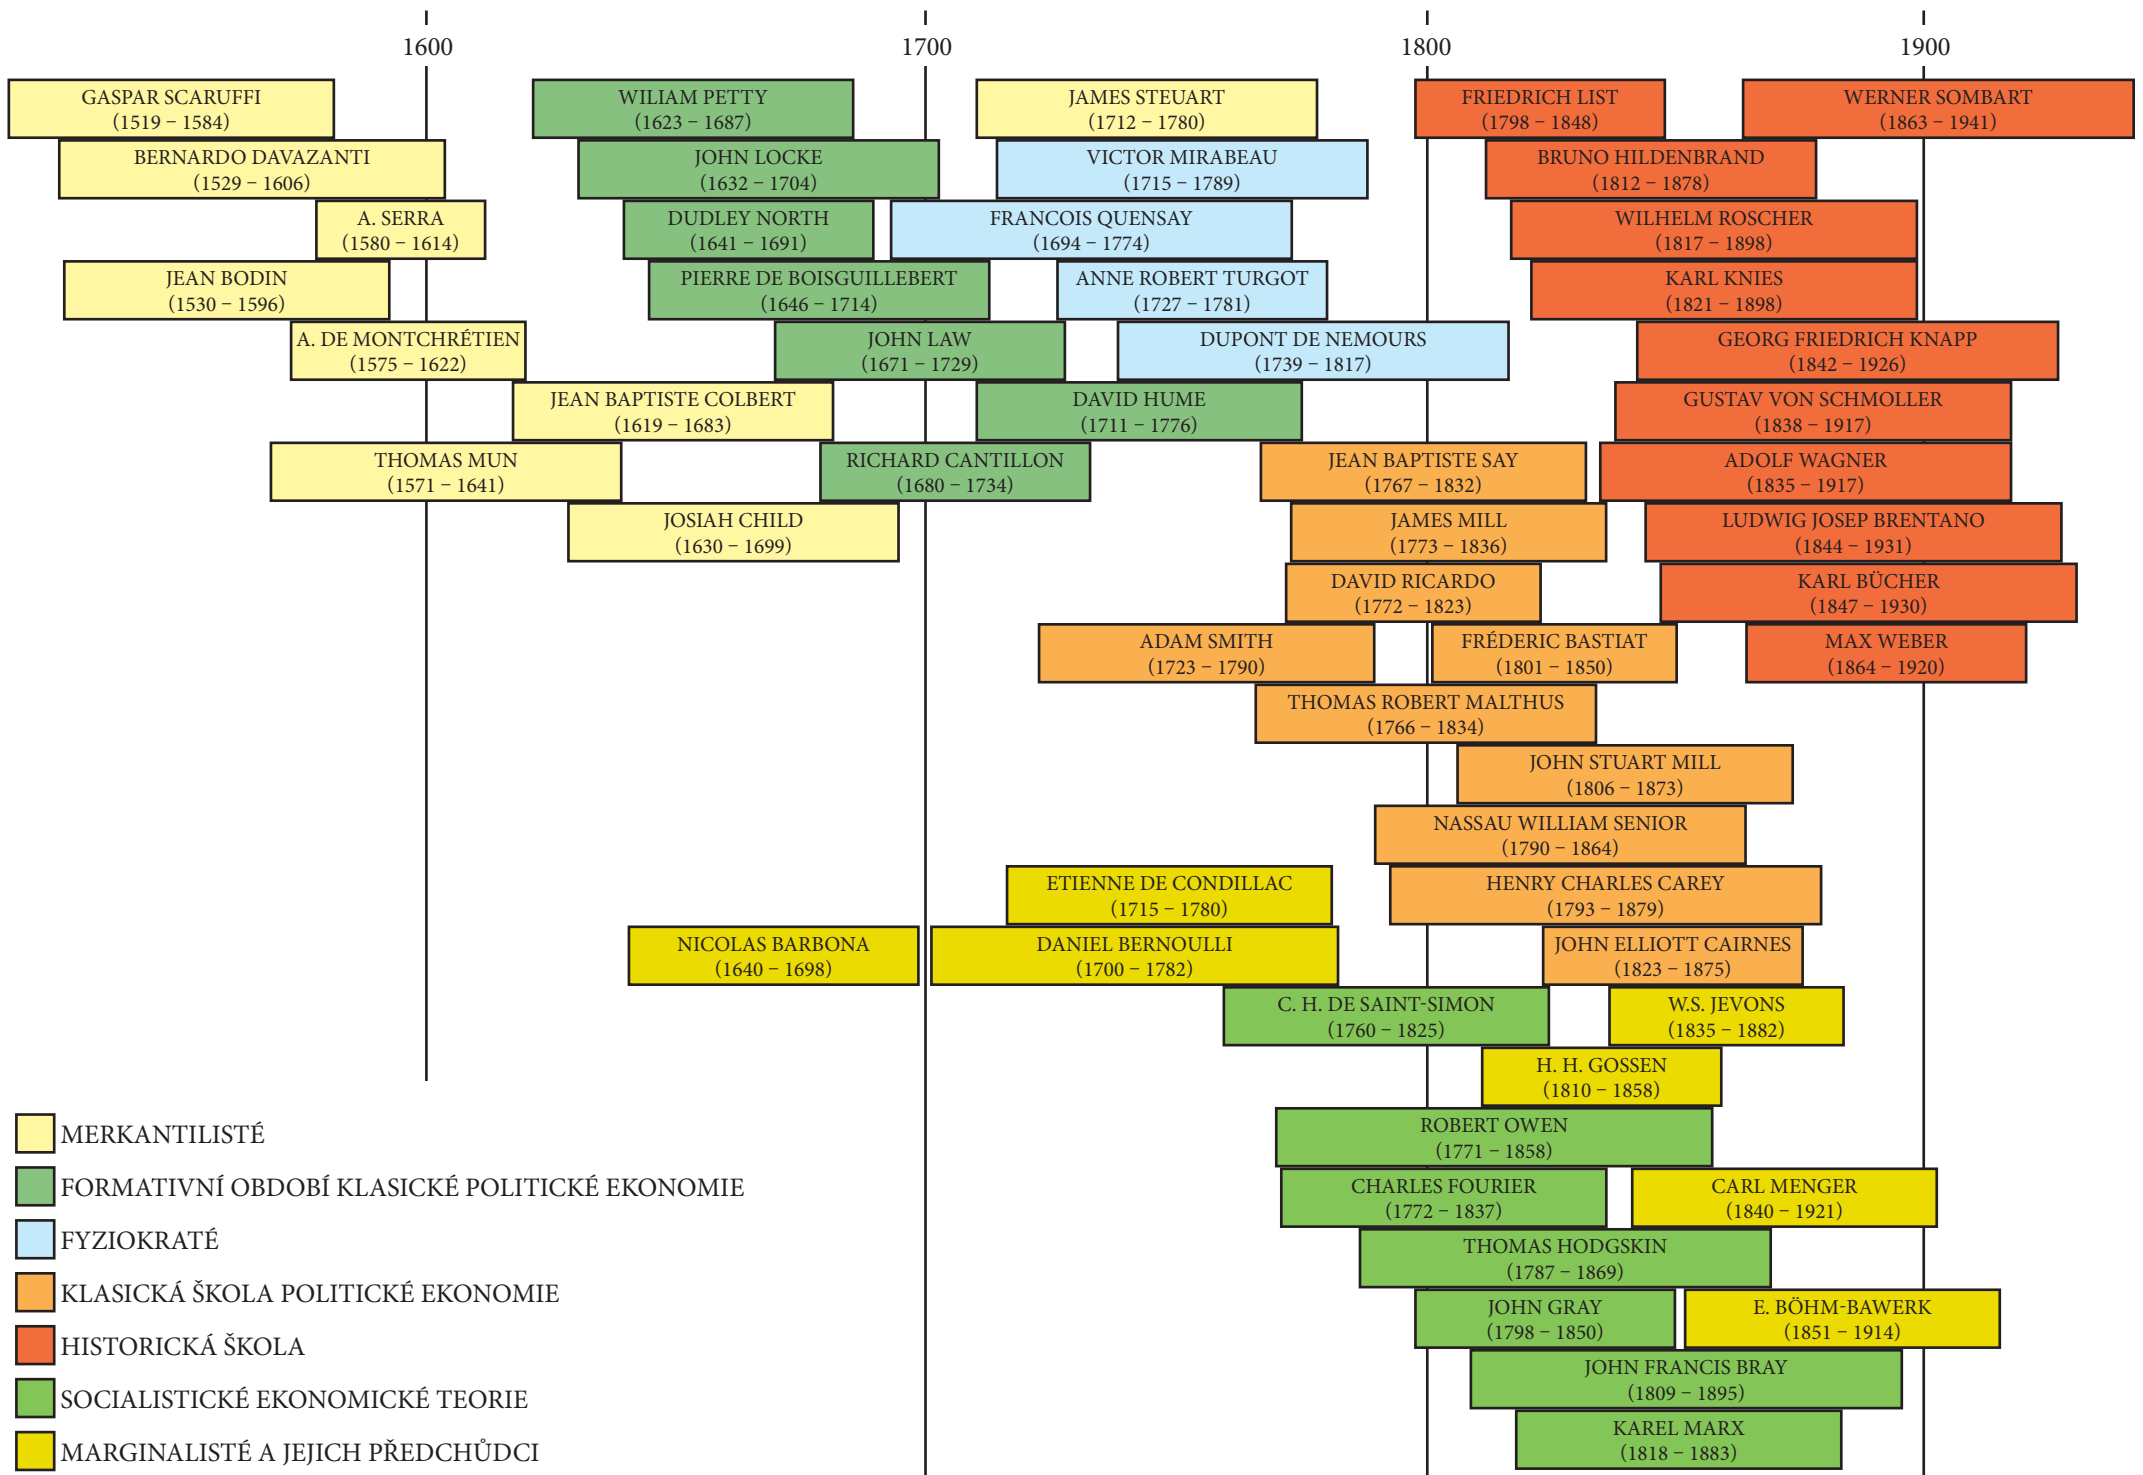 1600
1700
1800
1900
GASPAR SCARUFFI
(1519 – 1584)
WILIAM PETTY
(1623 – 1687)
JAMES STEUART
(1712 – 1780)
FRIEDRICH LIST
(1798 – 1848)
WERNER SOMBART
(1863 – 1941)
BERNARDO DAVAZANTI
(1529 – 1606)
JOHN LOCKE
(1632 – 1704)
VICTOR MIRABEAU
(1715 – 1789)
BRUNO HILDENBRAND
(1812 – 1878)
A. SERRA
(1580 – 1614)
DUDLEY NORTH
(1641 – 1691)
FRANCOIS QUENSAY
(1694 – 1774)
WILHELM ROSCHER
(1817 – 1898)
JEAN BODIN
(1530 – 1596)
PIERRE DE BOISGUILLEBERT
(1646 – 1714)
ANNE ROBERT TURGOT
(1727 – 1781)
KARL KNIES
(1821 – 1898)
A. DE MONTCHRÉTIEN
(1575 – 1622)
JOHN LAW
(1671 – 1729)
DUPONT DE NEMOURS
(1739 – 1817)
GEORG FRIEDRICH KNAPP
(1842 – 1926)
JEAN BAPTISTE COLBERT
(1619 – 1683)
DAVID HUME
(1711 – 1776)
GUSTAV VON SCHMOLLER
(1838 – 1917)
THOMAS MUN
(1571 – 1641)
RICHARD CANTILLON
(1680 – 1734)
JEAN BAPTISTE SAY
(1767 – 1832)
ADOLF WAGNER
(1835 – 1917)
JOSIAH CHILD
(1630 – 1699)
JAMES MILL
(1773 – 1836)
LUDWIG JOSEP BRENTANO
(1844 – 1931)
DAVID RICARDO
(1772 – 1823)
KARL BÜCHER
(1847 – 1930)
ADAM SMITH
(1723 – 1790)
FRÉDERIC BASTIAT
(1801 – 1850)
MAX WEBER
(1864 – 1920)
THOMAS ROBERT MALTHUS
(1766 – 1834)
JOHN STUART MILL
(1806 – 1873)
NASSAU WILLIAM SENIOR
(1790 – 1864)
ETIENNE DE CONDILLAC
(1715 – 1780)
HENRY CHARLES CAREY
(1793 – 1879)
NICOLAS BARBONA
(1640 – 1698)
DANIEL BERNOULLI
(1700 – 1782)
JOHN ELLIOTT CAIRNES
(1823 – 1875)
C. H. DE SAINT-SIMON
(1760 – 1825)
W.S. JEVONS
(1835 – 1882)
H. H. GOSSEN
(1810 – 1858)
ROBERT OWEN
(1771 – 1858)
CHARLES FOURIER
(1772 – 1837)
CARL MENGER
(1840 – 1921)
THOMAS HODGSKIN
(1787 – 1869)
JOHN GRAY
(1798 – 1850)
E. BÖHM-BAWERK
(1851 – 1914)
JOHN FRANCIS BRAY
(1809 – 1895)
KAREL MARX
(1818 – 1883)
MERKANTILISTÉ
FORMATIVNÍ OBDOBÍ KLASICKÉ POLITICKÉ EKONOMIE
FYZIOKRATÉ
KLASICKÁ ŠKOLA POLITICKÉ EKONOMIE
HISTORICKÁ ŠKOLA
SOCIALISTICKÉ EKONOMICKÉ TEORIE
MARGINALISTÉ A JEJICH PŘEDCHŮDCI